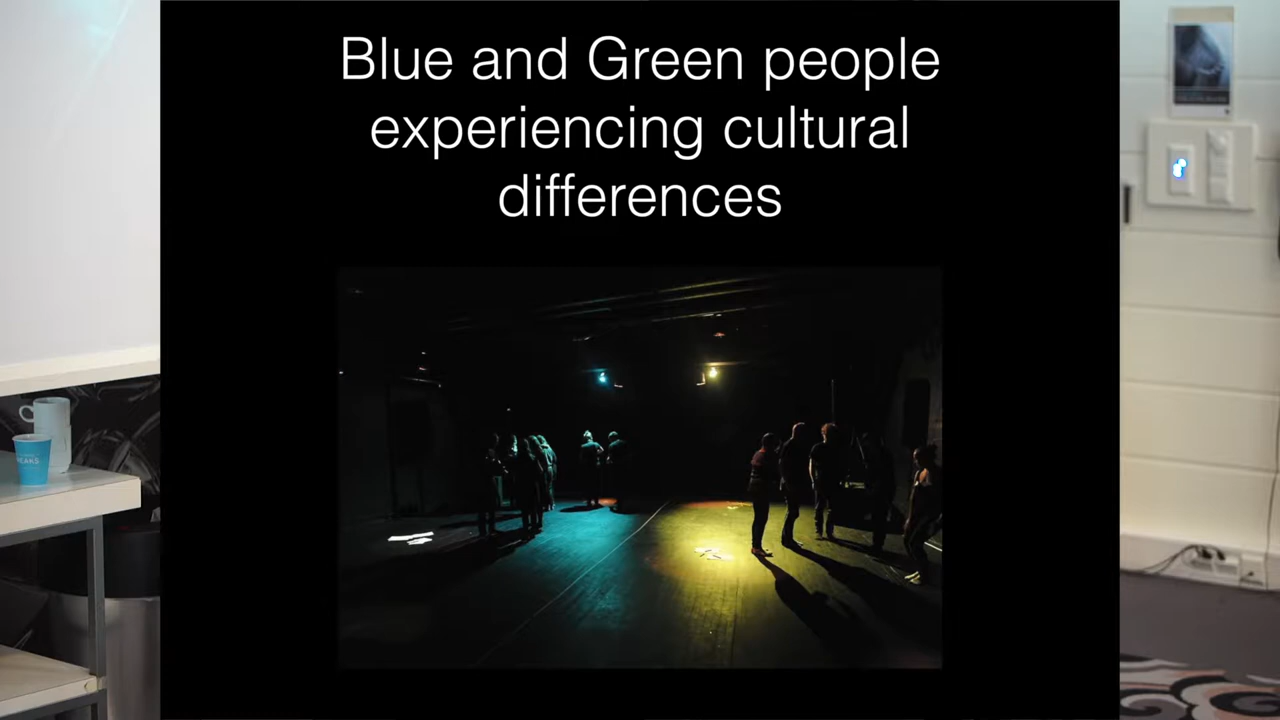 Blue and Green people
experiencing cultural
differences